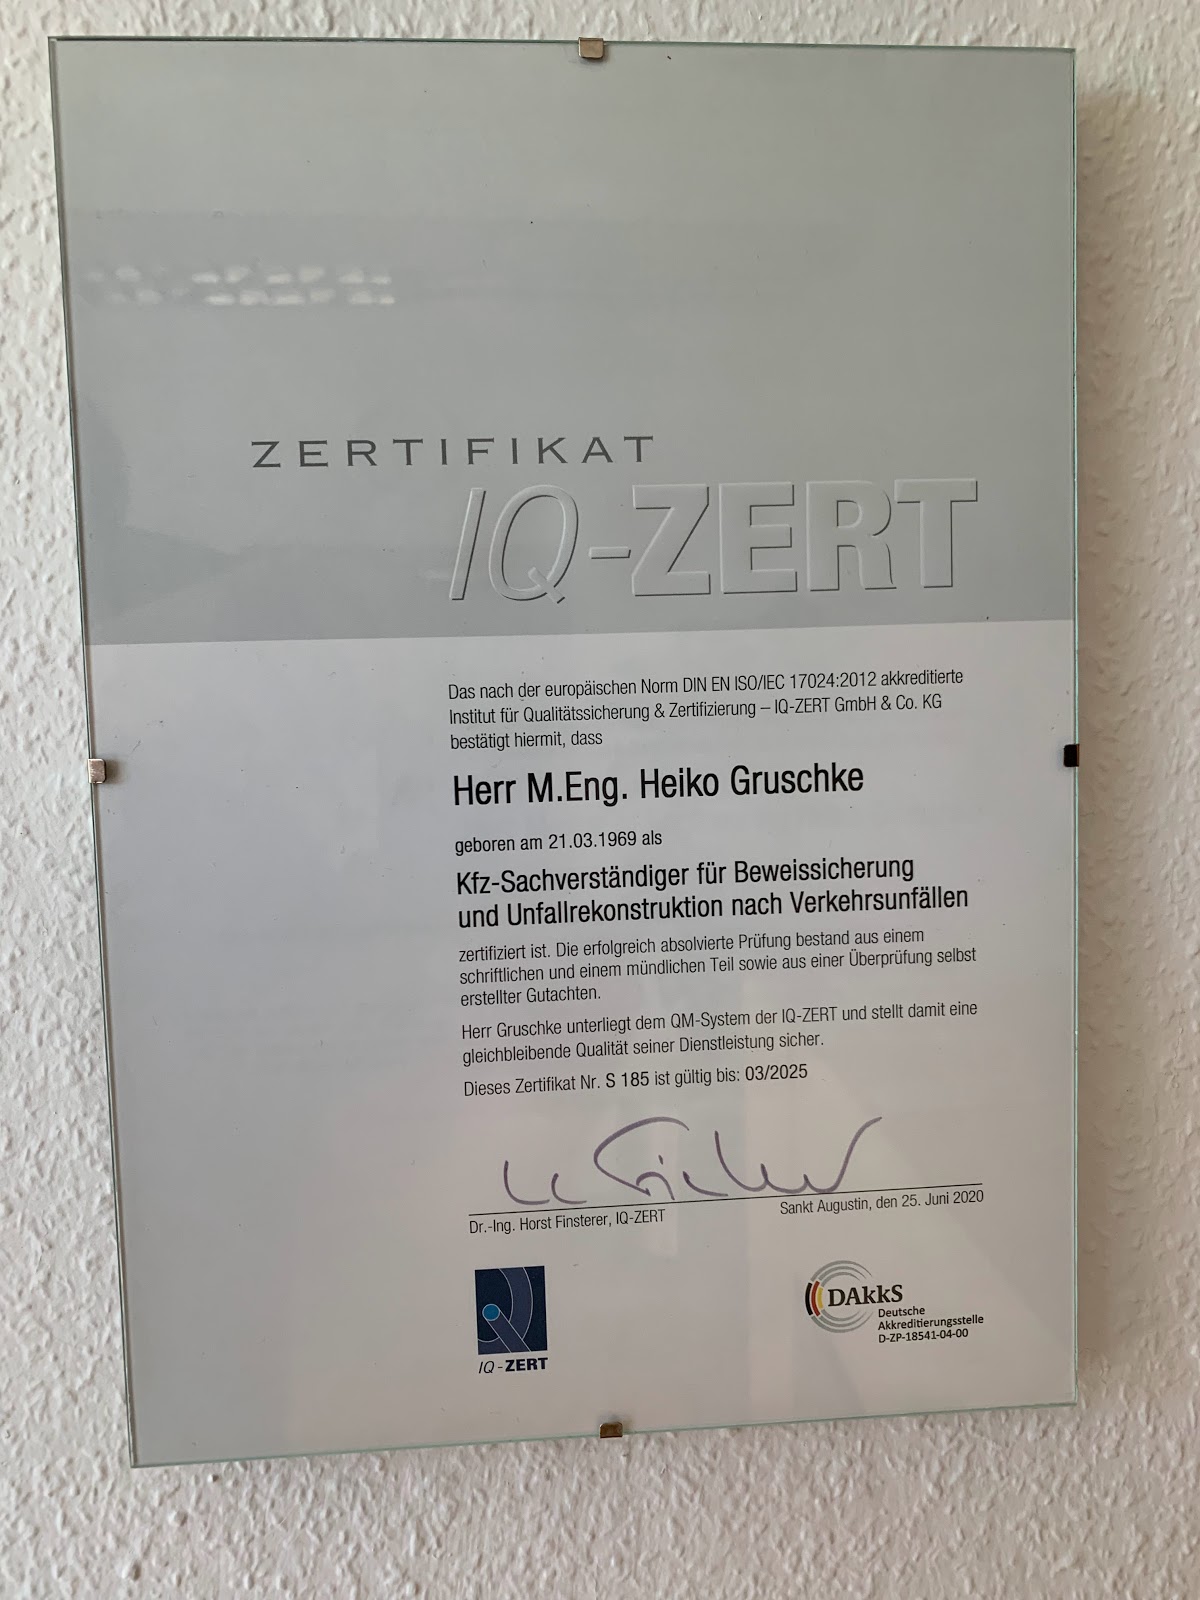 ZERTIFIKAT
IQ-ZERT
Das nach der europäischen Norm DIN EN ISO/IEC 17024:2012 akkreditierte
Institut für Qualitätssicherung & Zertifizierung – IQ-ZERT GmbH & Co. KG
bestätigt hiermit, dass
Herr M.Eng. Heiko Gruschke
geboren am 21.03.1969 als
Kfz-Sachverständiger für Beweissicherung
und Unfallrekonstruktion nach Verkehrsunfällen
zertifiziert ist. Die erfolgreich absolvierte Prüfung bestand aus einem
schriftlichen und einem mündlichen Teil sowie aus einer Überprüfung selbst
erstellter Gutachten.
Herr Gruschke unterliegt dem QM-System der IQ-ZERT und stellt damit eine
gleichbleibende Qualität seiner Dienstleistung sicher.
Dieses Zertifikat Nr. S 185 ist gültig bis: 03/2025
Dr.-Ing. Horst Finsterer, IQ-ZERT
Sankt Augustin, den 25. Juni 2020
IQ-ZERT
DAkkS
Deutsche
Akkreditierungsstelle
D-ZP-18541-04-00